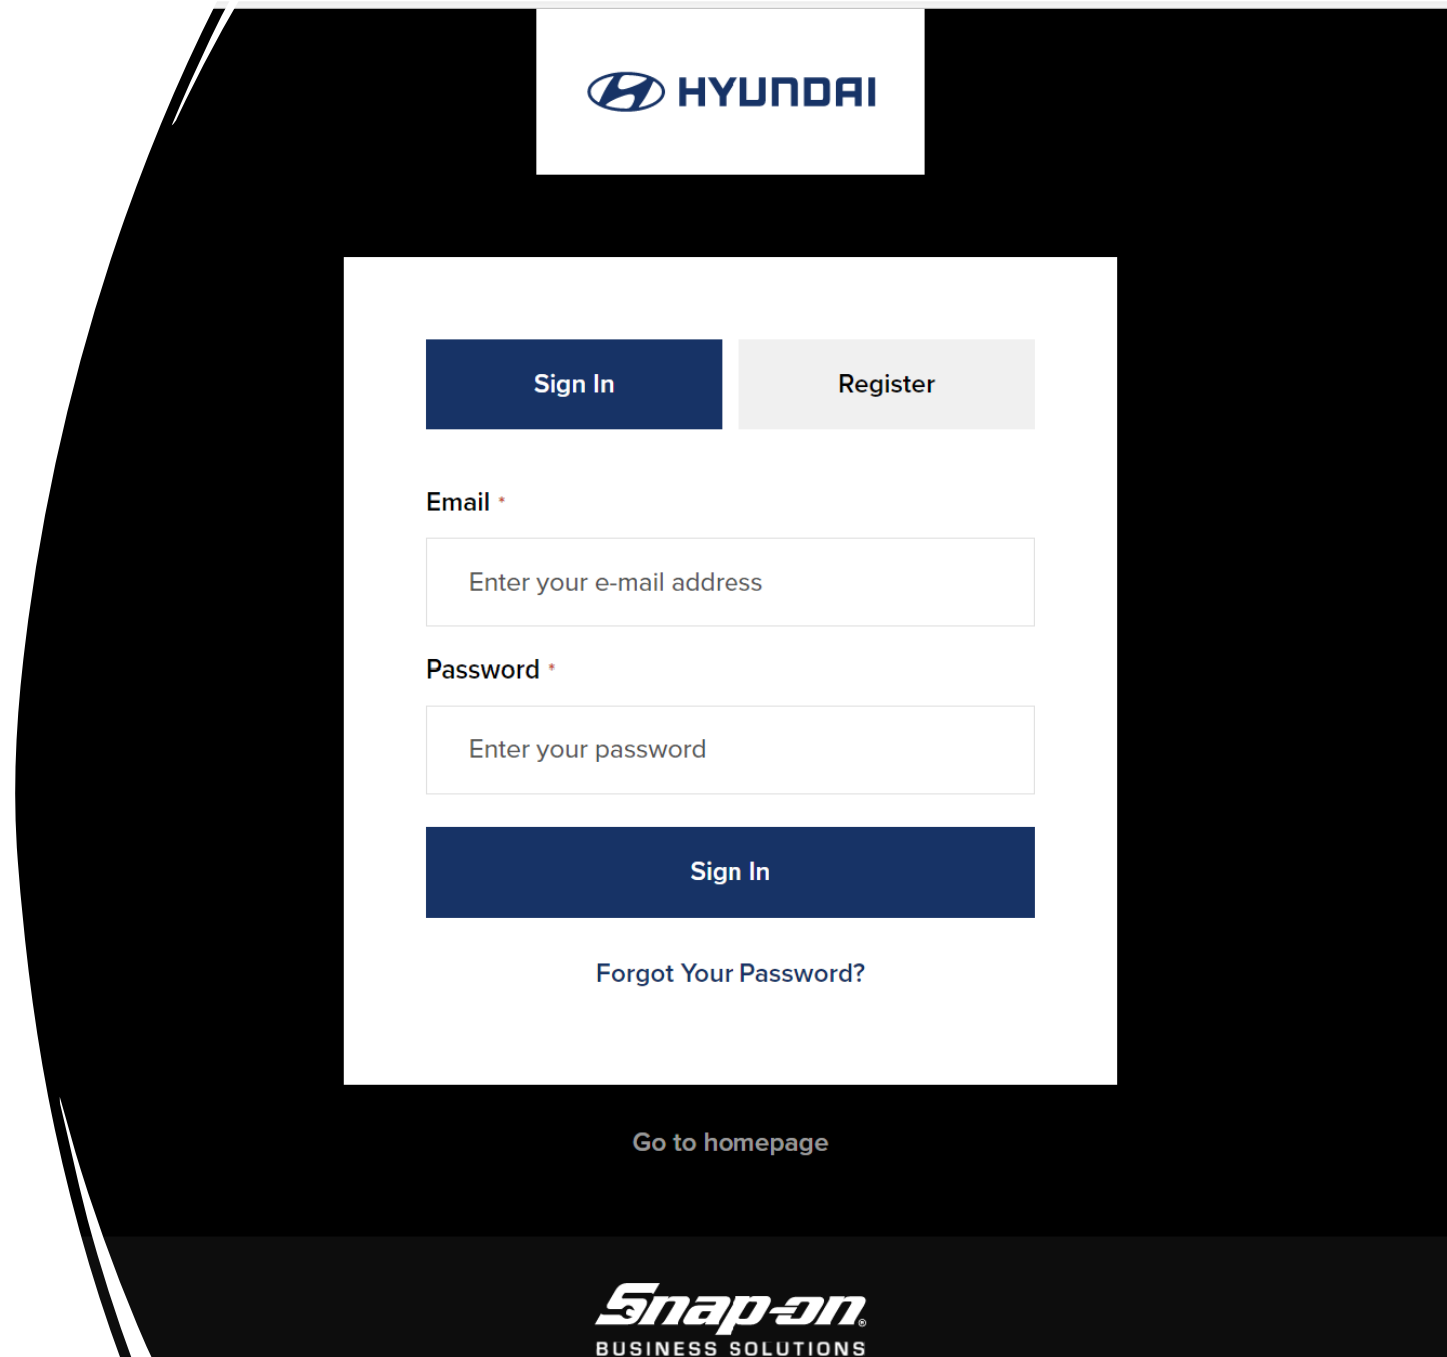 HYUNDAI
Sign In
Register
Email *
Enter your e-mail address
Password *
Enter your password
Sign In
Forgot Your Password?
Go to homepage
Snap-on®
BUSINESS SOLUTIONS